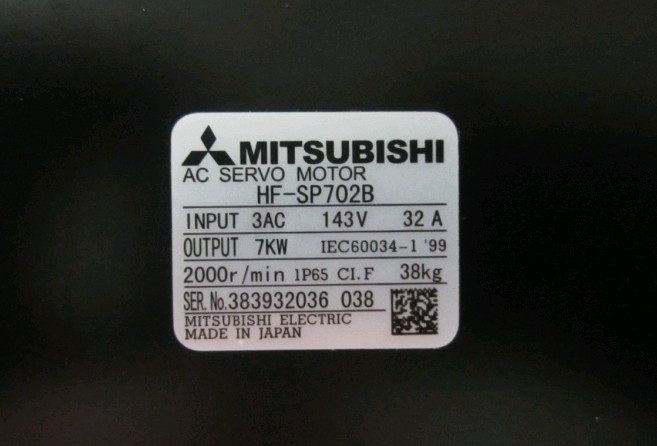 MITSUBISHI
AC SERVO MOTOR
HF-SP702B
INPUT 3AC 143V 32 A
OUTPUT 7KW IEC60034-1 '99
2000r/min IP65 CI.F 38kg
SER.No.383932036 038
MITSUBISHI ELECTRIC
MADE IN JAPAN